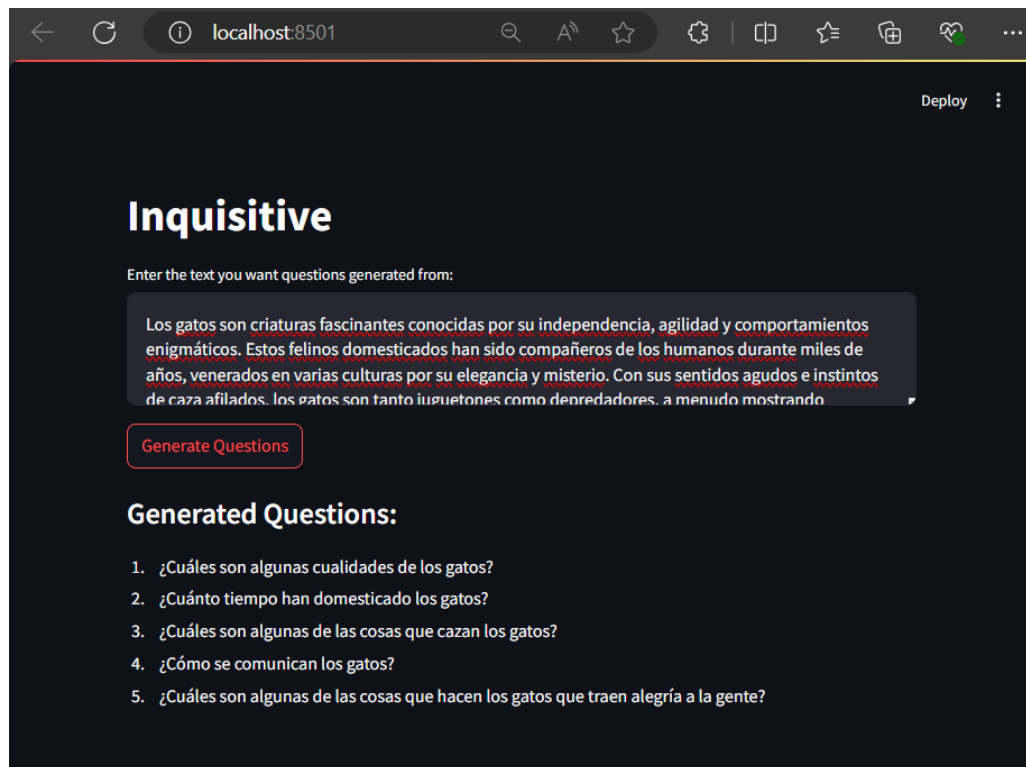 localhost:8501
Deploy
Inquisitive
Enter the text you want questions generated from:
Los gatos son criaturas fascinantes conocidas por su independencia, agilidad y comportamientos
enigmáticos. Estos felinos domesticados han sido compañeros de los humanos durante miles de
años, venerados en varias culturas por su elegancia y misterio. Con sus sentidos agudos e instintos
de caza afilados, los gatos son tanto juguetones como depredadores, a menudo mostrando
Generate Questions
Generated Questions:
1. ¿Cuáles son algunas cualidades de los gatos?
2. ¿Cuánto tiempo han domesticado los gatos?
3. ¿Cuáles son algunas de las cosas que cazan los gatos?
4. ¿Cómo se comunican los gatos?
5. ¿Cuáles son algunas de las cosas que hacen los gatos que traen alegría a la gente?